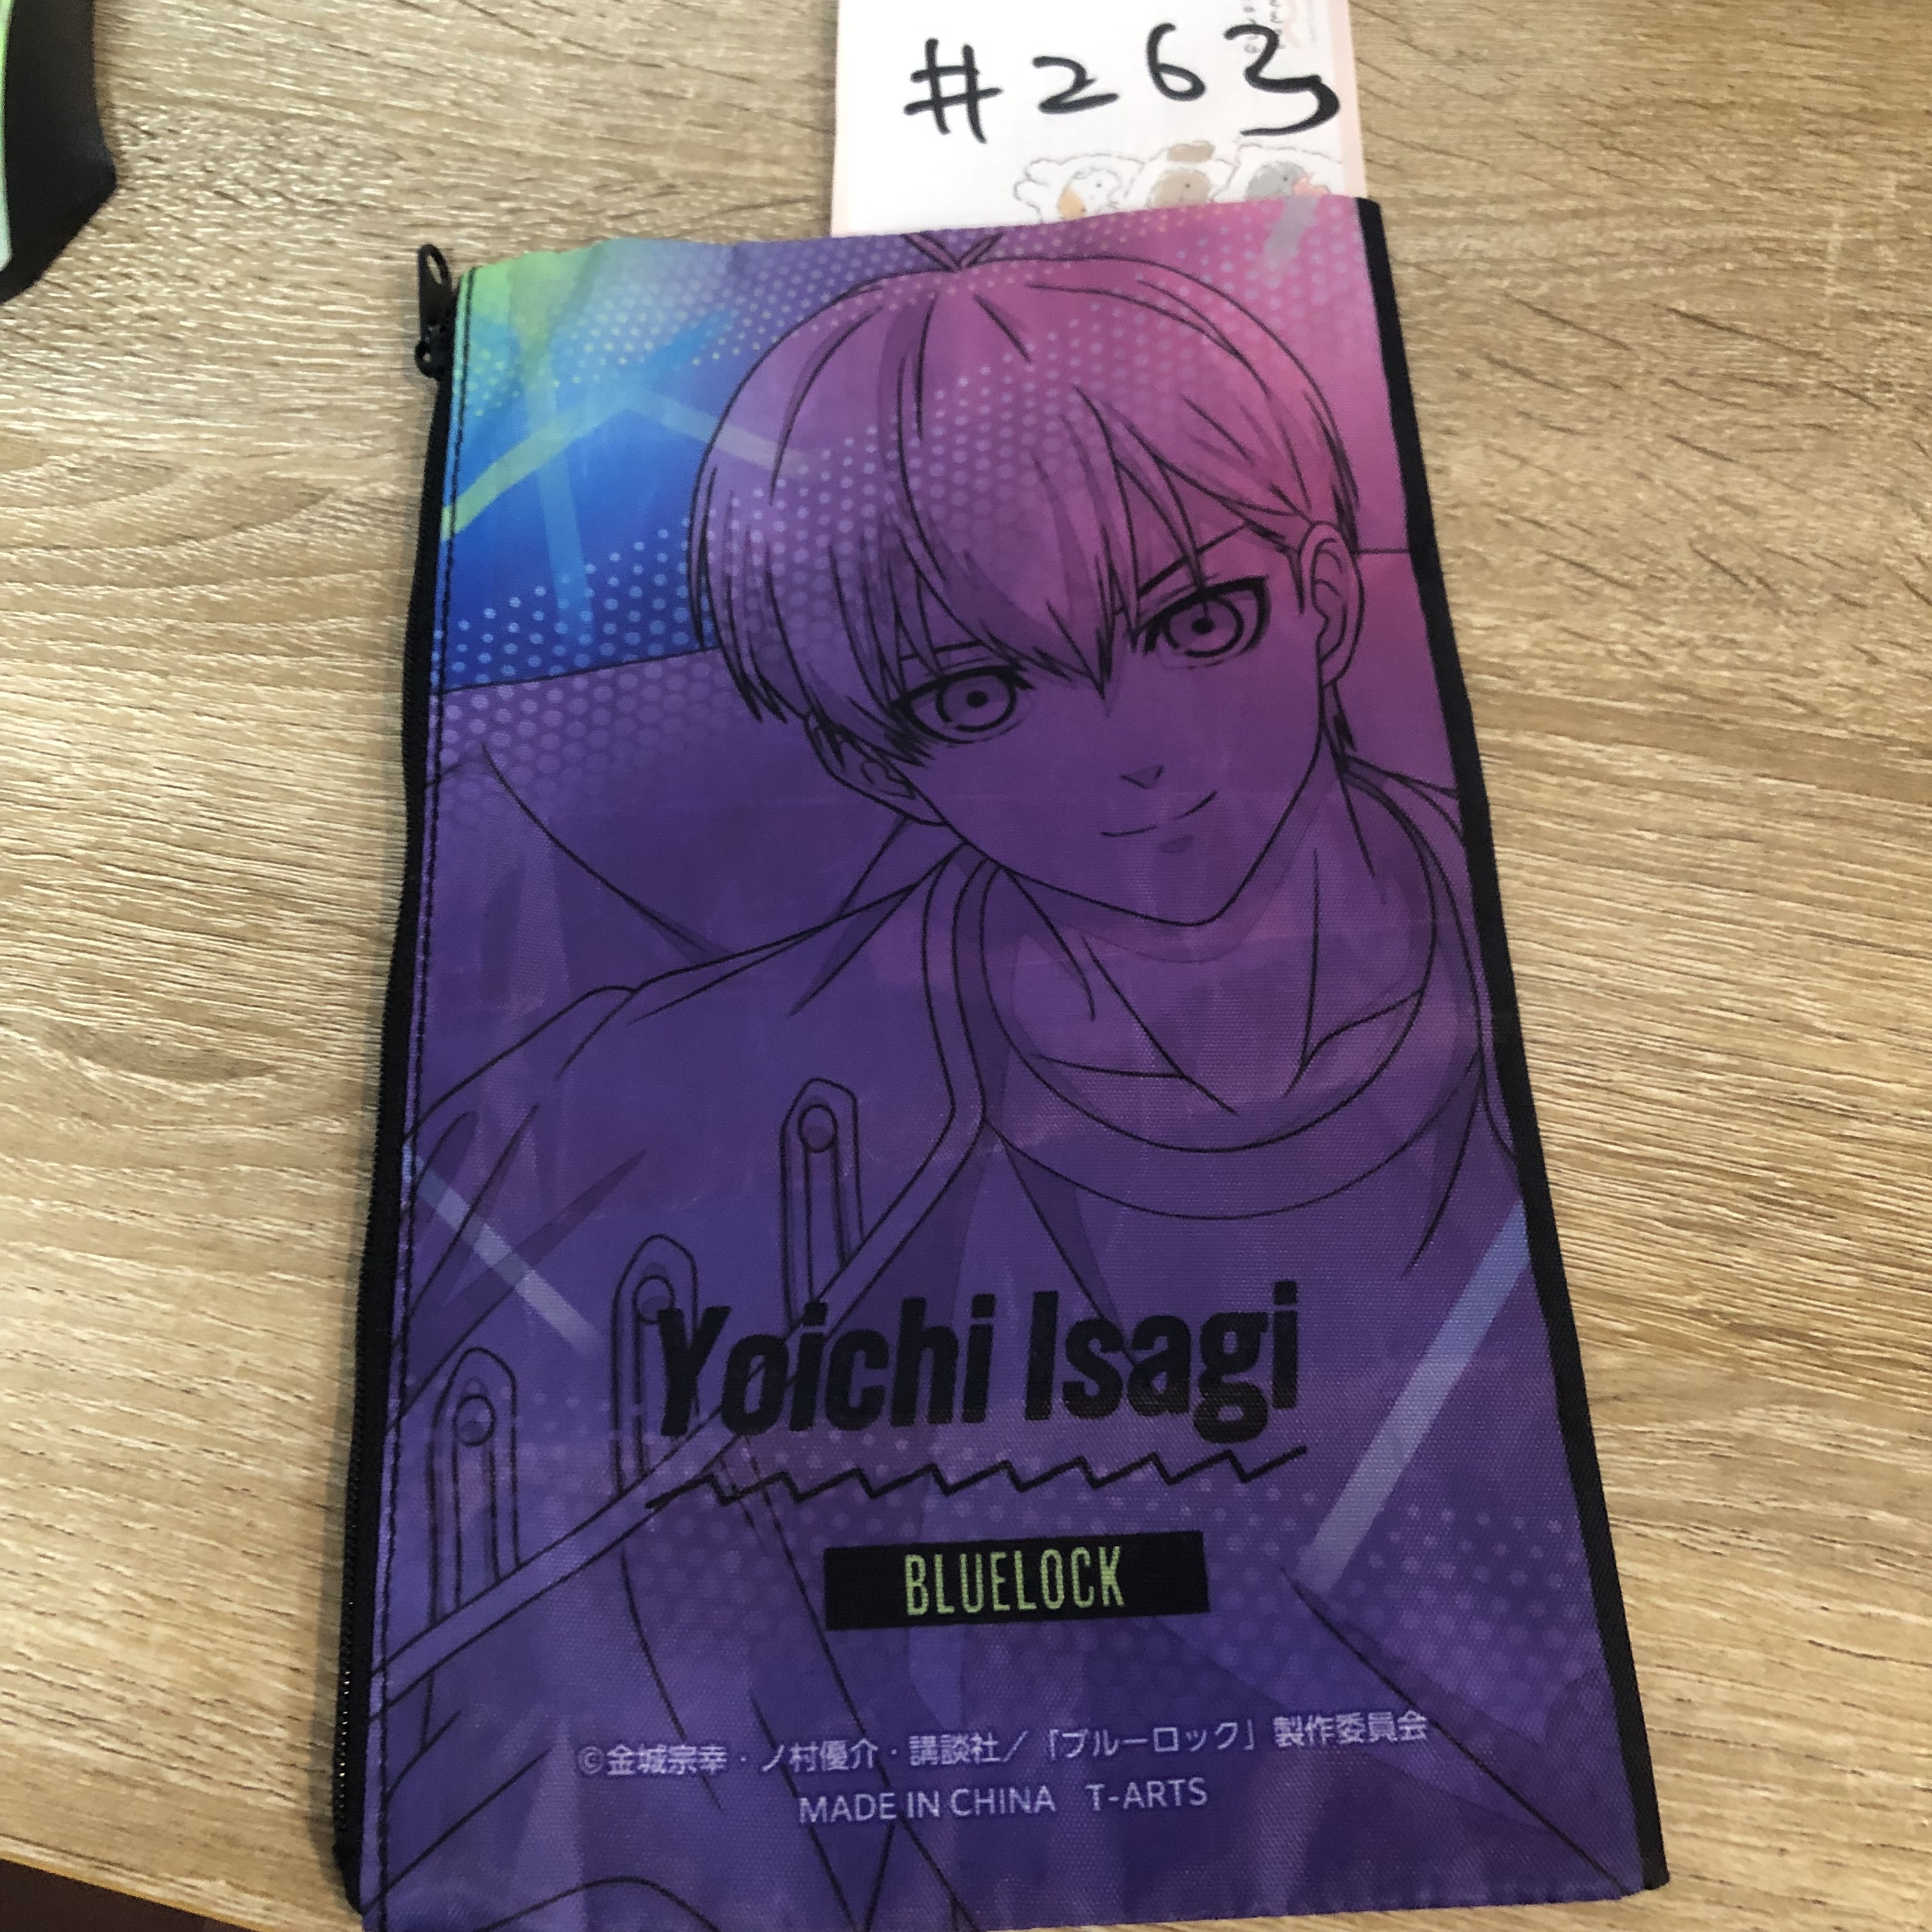 #263
Yoichi Isagi
BLUELOCK
©金城宗幸・ノ村優介・講談社／「ブルーロック」製作委員会
MADE IN CHINA T-ARTS